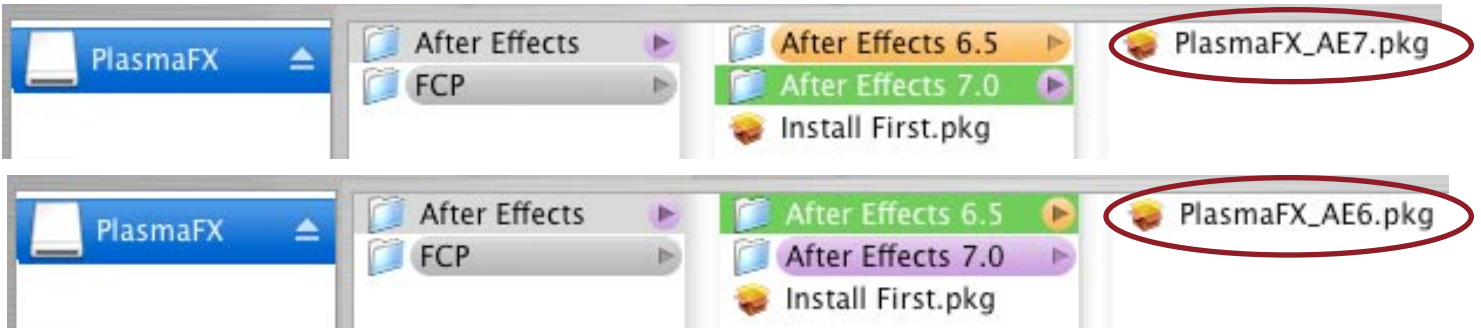 PlasmaFX
After Effects
FCP
After Effects 6.5
After Effects 7.0
Install First.pkg
PlasmaFX_AE7.pkg
PlasmaFX
After Effects
FCP
After Effects 6.5
After Effects 7.0
Install First.pkg
PlasmaFX_AE6.pkg